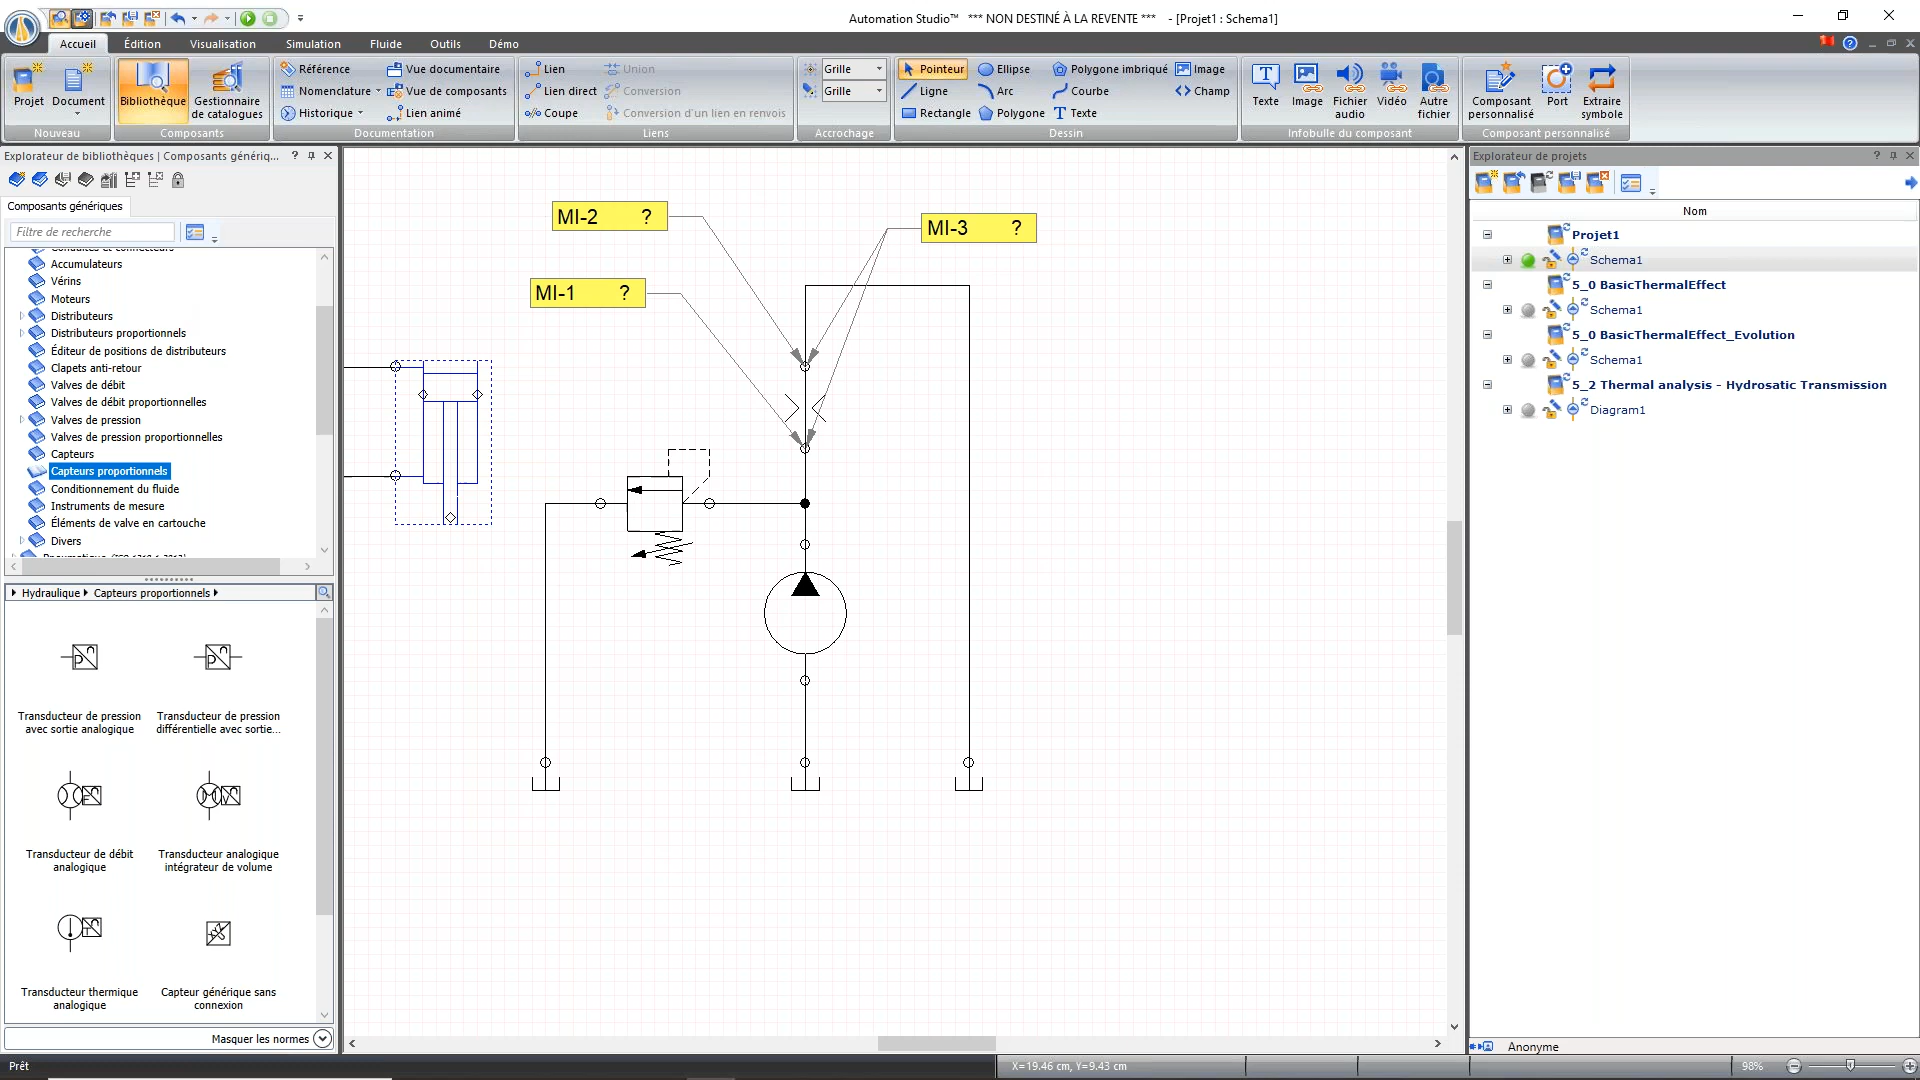 Automation Studio™ *** NON DESTINÉ À LA REVENTE *** - [Projet1 : Schema1]
Accueil Édition Visualisation Simulation Fluide Outils Démo
Projet Document
Nouveau
Bibliothèque Gestionnaire de catalogues
Composants
Référence Vue documentaire
Nomenclature Vue de composants
Historique Lien animé
Documentation
Lien Union
Lien direct Conversion
Coupe Conversion d'un lien en renvois
Liens
Grille
Grille
Accrochage
Pointeur Ellipse Polygone imbriqué Image
Ligne Arc Courbe Champ
Rectangle Polygone Texte
Dessin
Texte Image Fichier audio Vidéo Autre fichier
Infobulle du composant
Composant personnalisé Port Extraire symbole
Composant personnalisé
Explorateur de bibliothèques | Composants génériq... ?
Composants génériques
Filtre de recherche
Conduites et connecteurs
Accumulateurs
Vérins
Moteurs
Distributeurs
Distributeurs proportionnels
Éditeur de positions de distributeurs
Clapets anti-retour
Valves de débit
Valves de débit proportionnelles
Valves de pression
Valves de pression proportionnelles
Capteurs
Capteurs proportionnels
Conditionnement du fluide
Instruments de mesure
Éléments de valve en cartouche
Divers
Hydraulique Capteurs proportionnels
Transducteur de pression avec sortie analogique
Transducteur de pression différentielle avec sortie...
Transducteur de débit analogique
Transducteur analogique intégrateur de volume
Transducteur thermique analogique
Capteur générique sans connexion
Masquer les normes
MI-2 ?
MI-3 ?
MI-1 ?
Explorateur de projets ?
Nom
Projet1
Schema1
5_0 BasicThermalEffect
Schema1
5_0 BasicThermalEffect_Evolution
Schema1
5_2 Thermal analysis - Hydrosatic Transmission
Diagram1
Anonyme
Prêt X=19.46 cm, Y=9.43 cm 98%